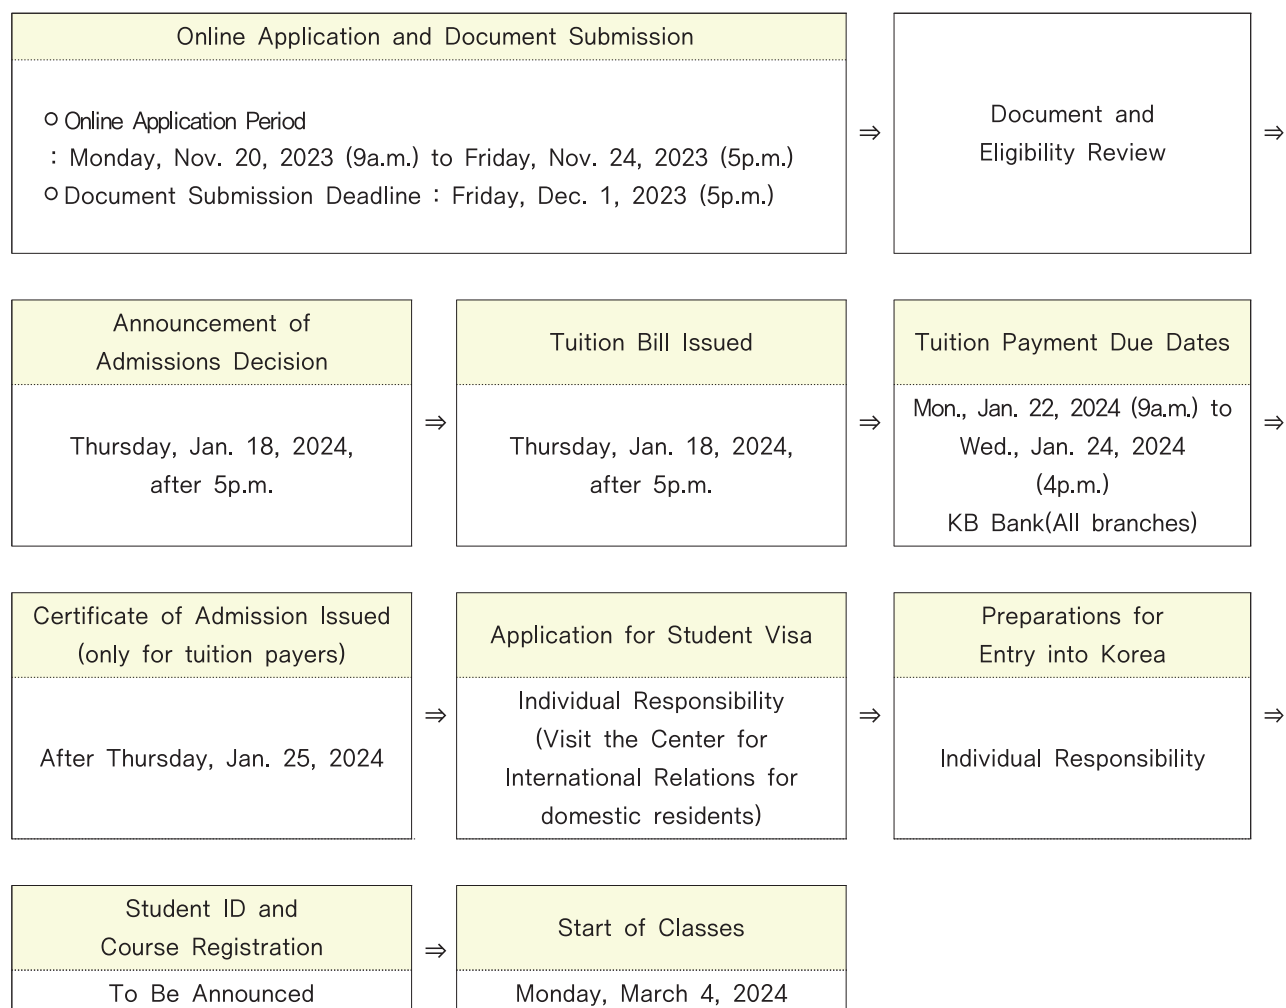 Online Application and Document Submission
○ Online Application Period
: Monday, Nov. 20, 2023 (9a.m.) to Friday, Nov. 24, 2023 (5p.m.)
○ Document Submission Deadline : Friday, Dec. 1, 2023 (5p.m.)
⇒
Document and
Eligibility Review
⇒
Announcement of
Admissions Decision
Thursday, Jan. 18, 2024,
after 5p.m.
⇒
Tuition Bill Issued
Thursday, Jan. 18, 2024,
after 5p.m.
⇒
Tuition Payment Due Dates
Mon., Jan. 22, 2024 (9a.m.) to
Wed., Jan. 24, 2024
(4p.m.)
KB Bank(All branches)
⇒
Certificate of Admission Issued
(only for tuition payers)
After Thursday, Jan. 25, 2024
⇒
Application for Student Visa
Individual Responsibility
(Visit the Center for
International Relations for
domestic residents)
⇒
Preparations for
Entry into Korea
Individual Responsibility
⇒
Student ID and
Course Registration
To Be Announced
⇒
Start of Classes
Monday, March 4, 2024